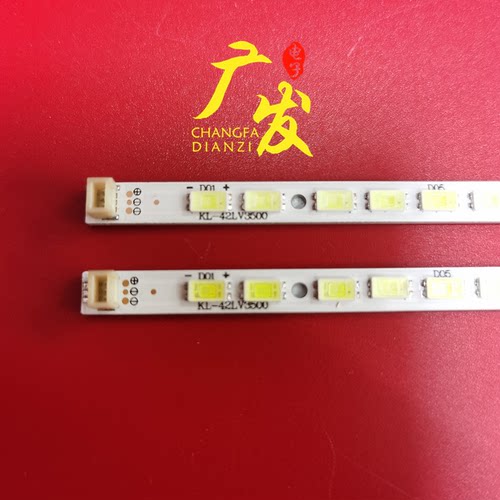 广发
电子
CHANGFA
DIANZI
- D01 + D05
KL-42LV3500
- D01 + D05
KL-42LV3500